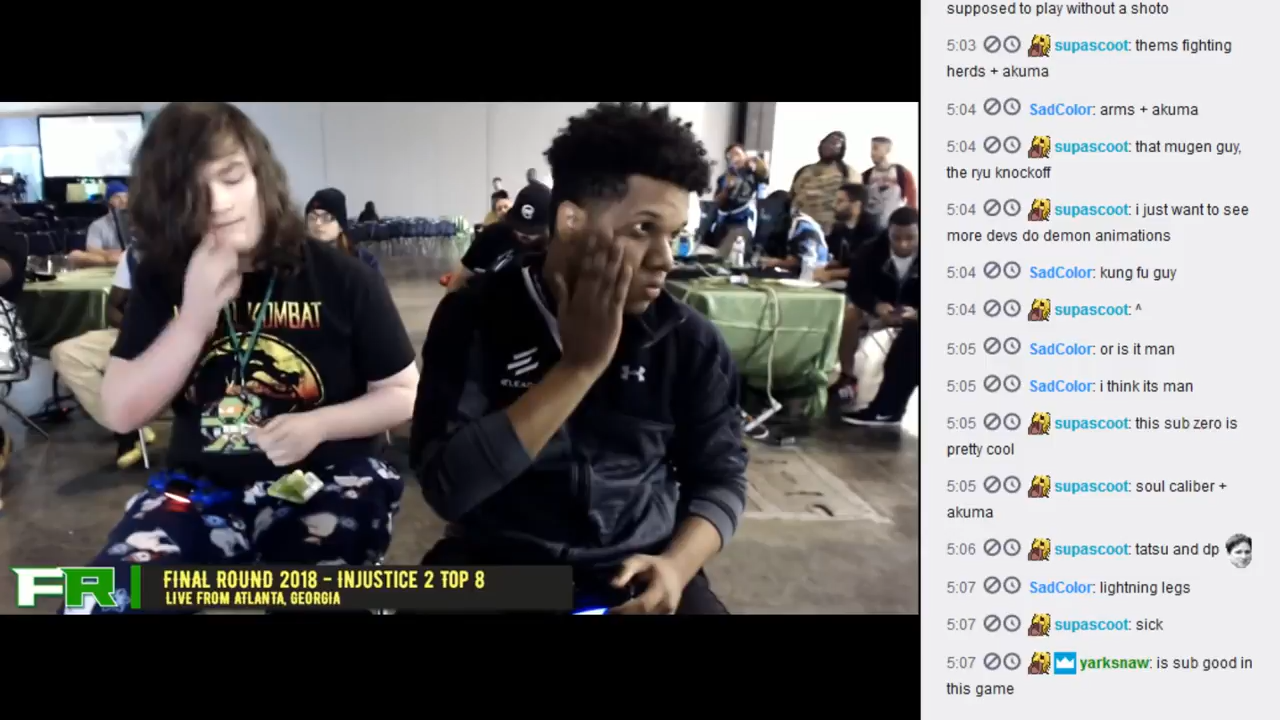 MORTAL KOMBAT
FR
FINAL ROUND 2018 - INJUSTICE 2 TOP 8
LIVE FROM ATLANTA, GEORGIA
supposed to play without a shoto
5:03 supascoot: thems fighting
herds + akuma
5:04 SadColor: arms + akuma
5:04 supascoot: that mugen guy,
the ryu knockoff
5:04 supascoot: i just want to see
more devs do demon animations
5:04 SadColor: kung fu guy
5:04 supascoot: ^
5:05 SadColor: or is it man
5:05 SadColor: i think its man
5:05 supascoot: this sub zero is
pretty cool
5:05 supascoot: soul caliber +
akuma
5:06 supascoot: tatsu and dp
5:07 SadColor: lightning legs
5:07 supascoot: sick
5:07 yarksnaw: is sub good in
this game